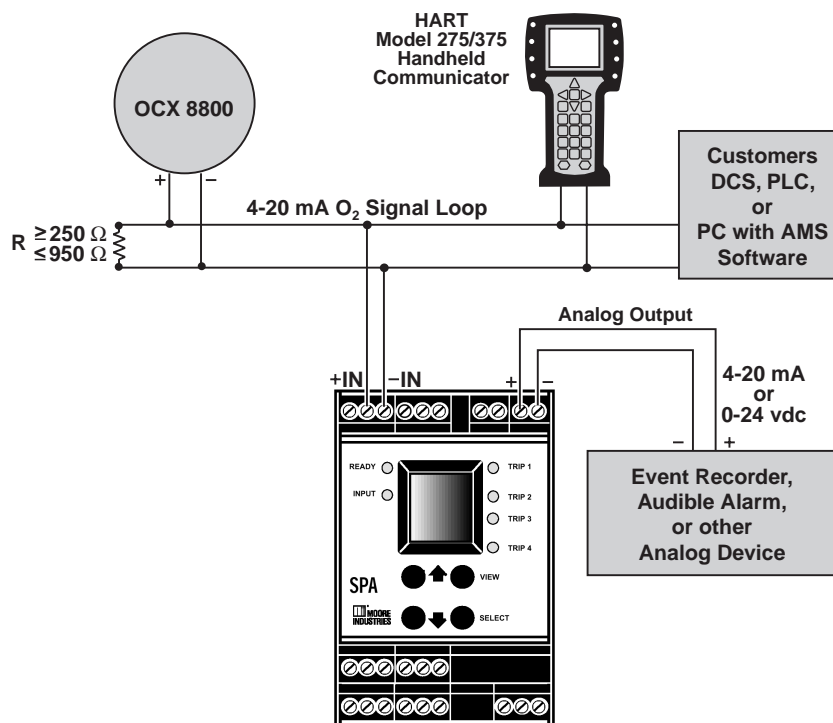 HART
Model 275/375
Handheld
Communicator
OCX 8800
+ −
4-20 mA O₂ Signal Loop
R ≥ 250 Ω
≤ 950 Ω
Customers
DCS, PLC,
or
PC with AMS
Software
Analog Output
+IN −IN + −
4-20 mA
or
0-24 vdc
− +
Event Recorder,
Audible Alarm,
or other
Analog Device
READY
INPUT
TRIP 1
TRIP 2
TRIP 3
TRIP 4
VIEW
SELECT
SPA
MOORE
INDUSTRIES